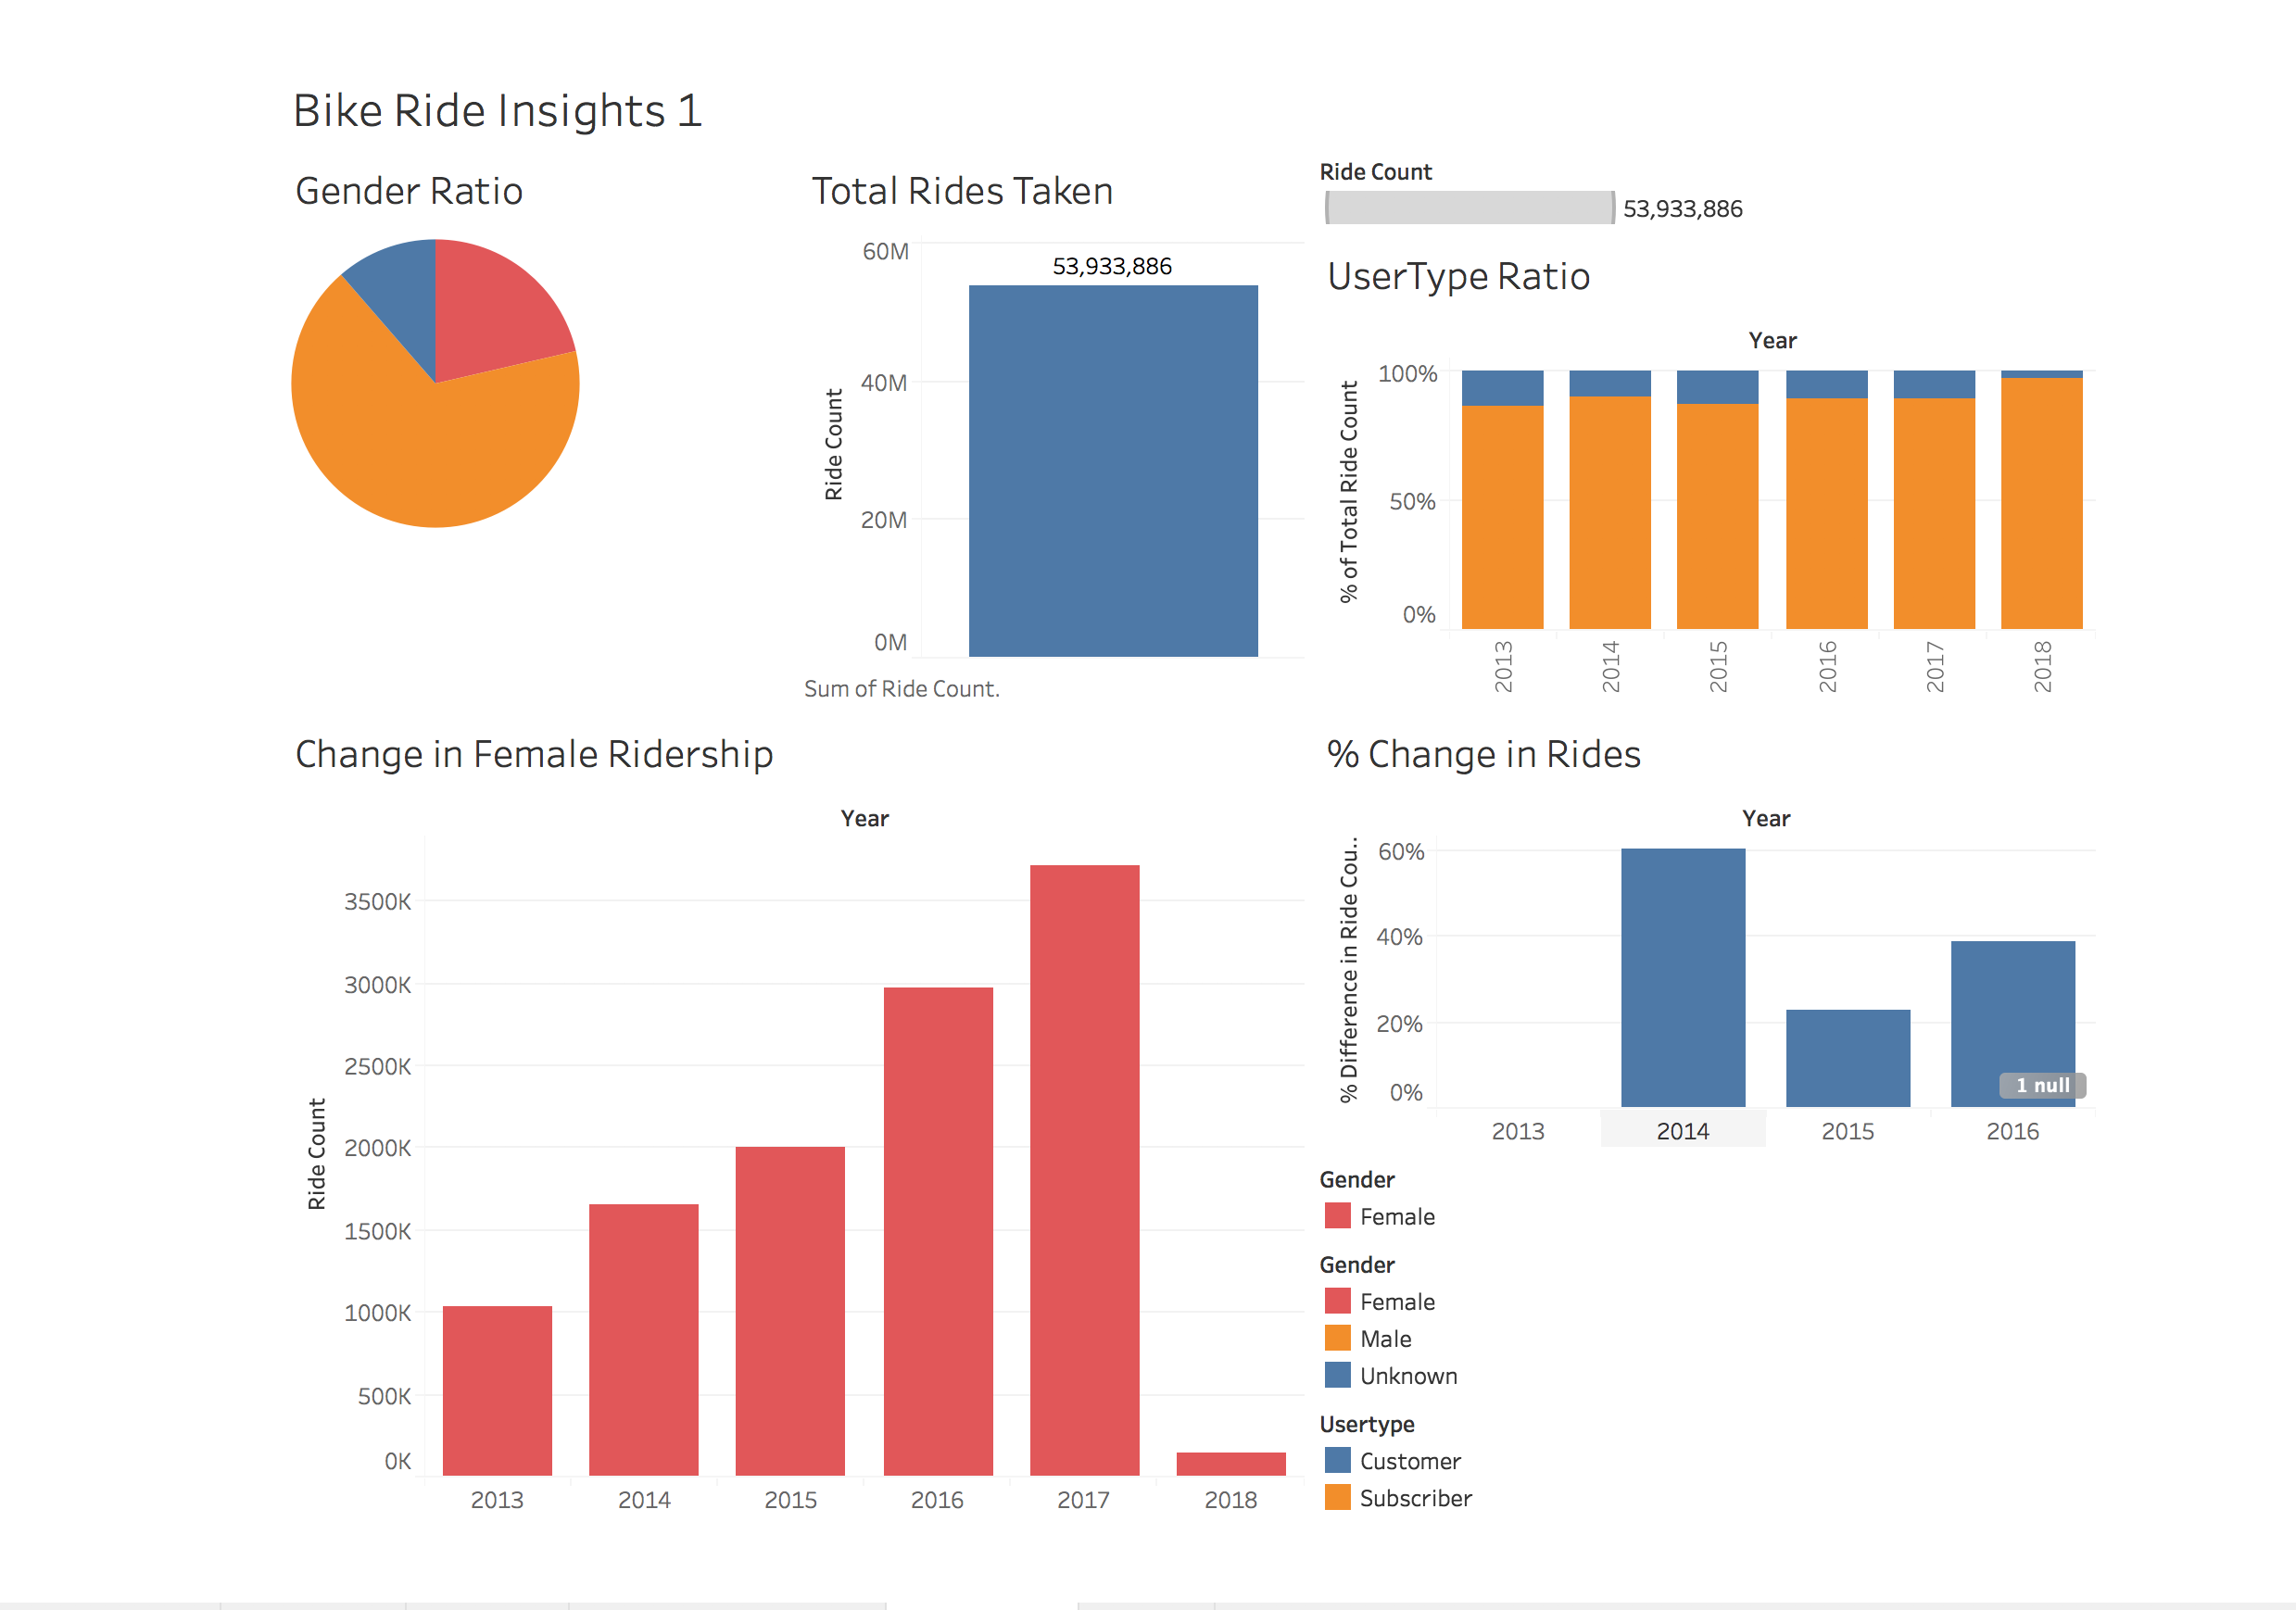 Bike Ride Insights 1
Gender Ratio
Total Rides Taken
60M
40M
20M
0M
Ride Count
53,933,886
Sum of Ride Count.
Ride Count
53,933,886
UserType Ratio
Year
100%
50%
0%
% of Total Ride Count
2013
2014
2015
2016
2017
2018
Change in Female Ridership
Year
3500K
3000K
2500K
2000K
1500K
1000K
500K
0K
Ride Count
2013
2014
2015
2016
2017
2018
% Change in Rides
Year
60%
40%
20%
0%
% Difference in Ride Cou..
1 null
2013
2014
2015
2016
Gender
Female
Gender
Female
Male
Unknown
Usertype
Customer
Subscriber